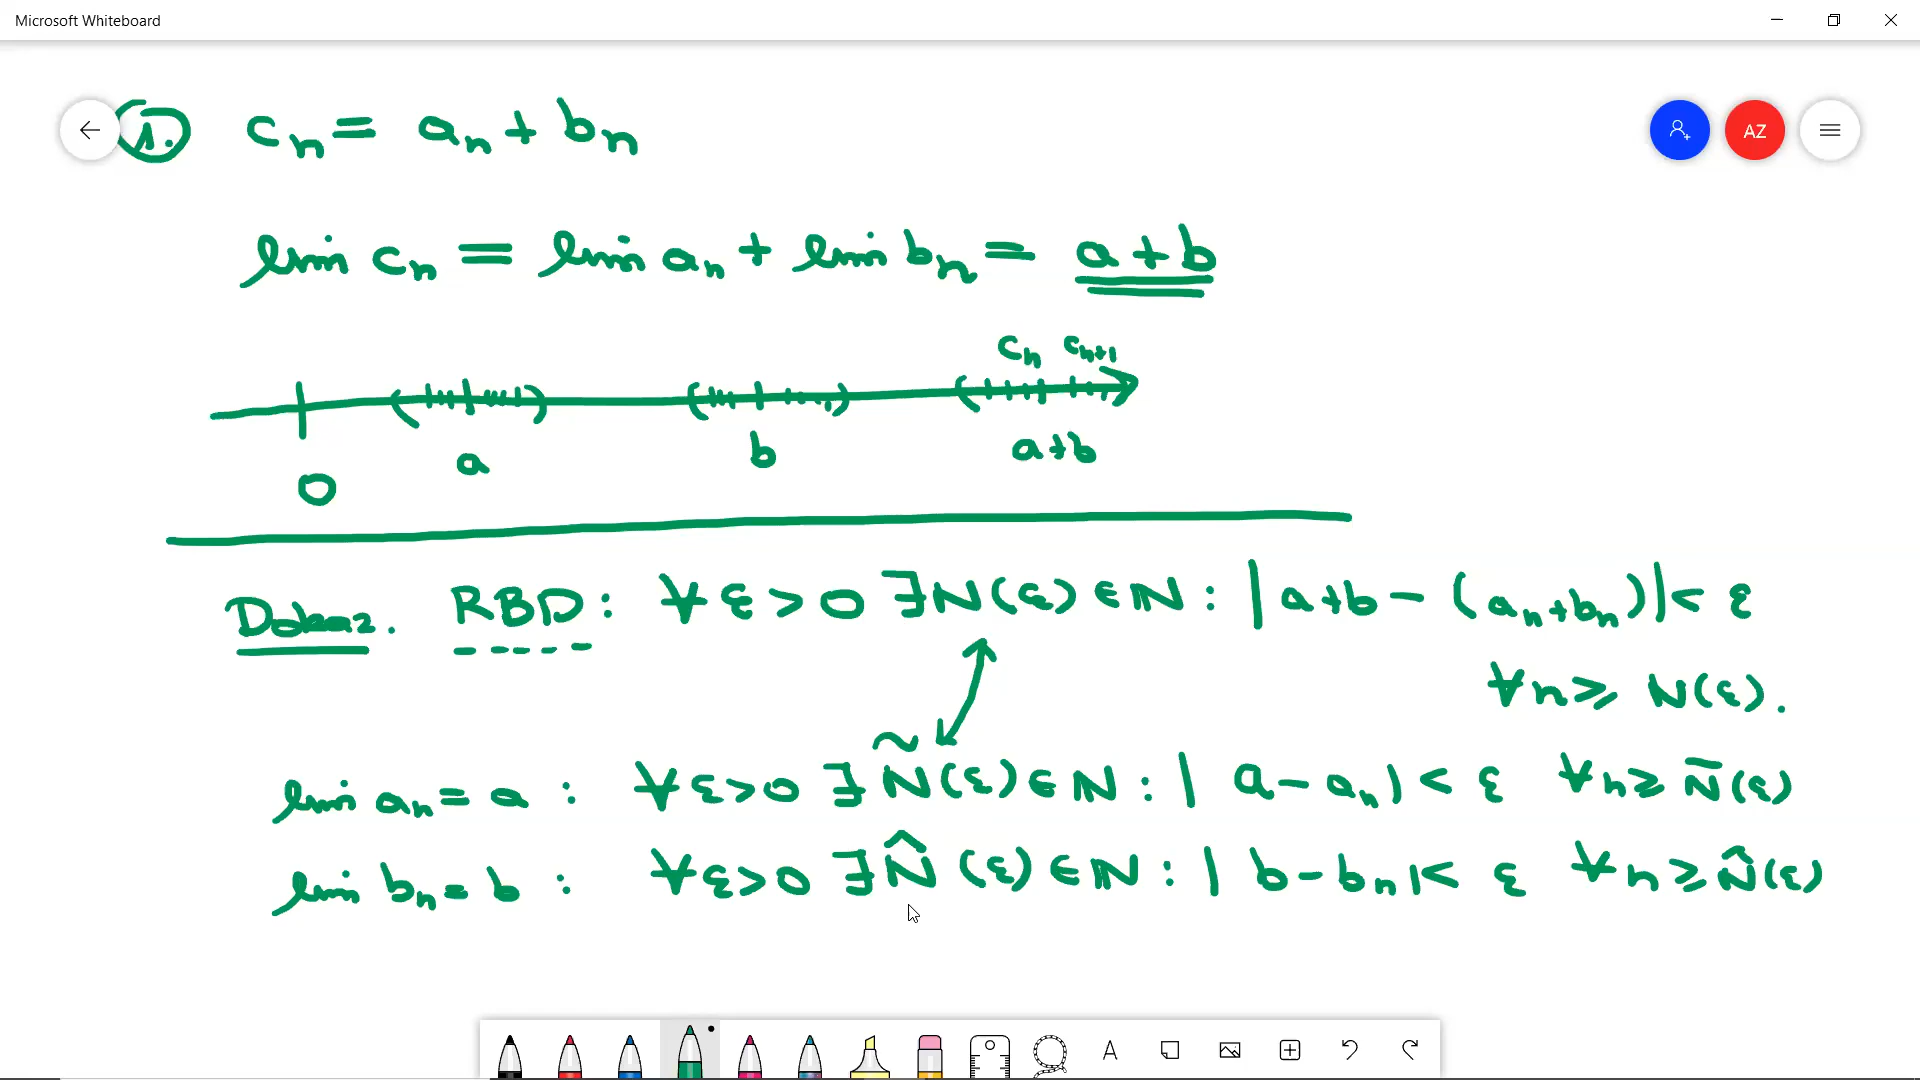 Microsoft Whiteboard
1. cₙ = aₙ + bₙ
AZ
lim cₙ = lim aₙ + lim bₙ = a+b
cₙ cₙ₊₁
0 a b a+b
Dokaz. RBD: ∀ε>0 ∃N(ε)∈ℕ: |a+b-(aₙ+bₙ)|<ε
∀n≥N(ε).
lim aₙ = a : ∀ε>0 ∃Ñ(ε)∈ℕ: |a-aₙ|<ε ∀n≥Ñ(ε)
lim bₙ = b : ∀ε>0 ∃N̂(ε)∈ℕ: |b-bₙ|<ε ∀n≥N̂(ε)